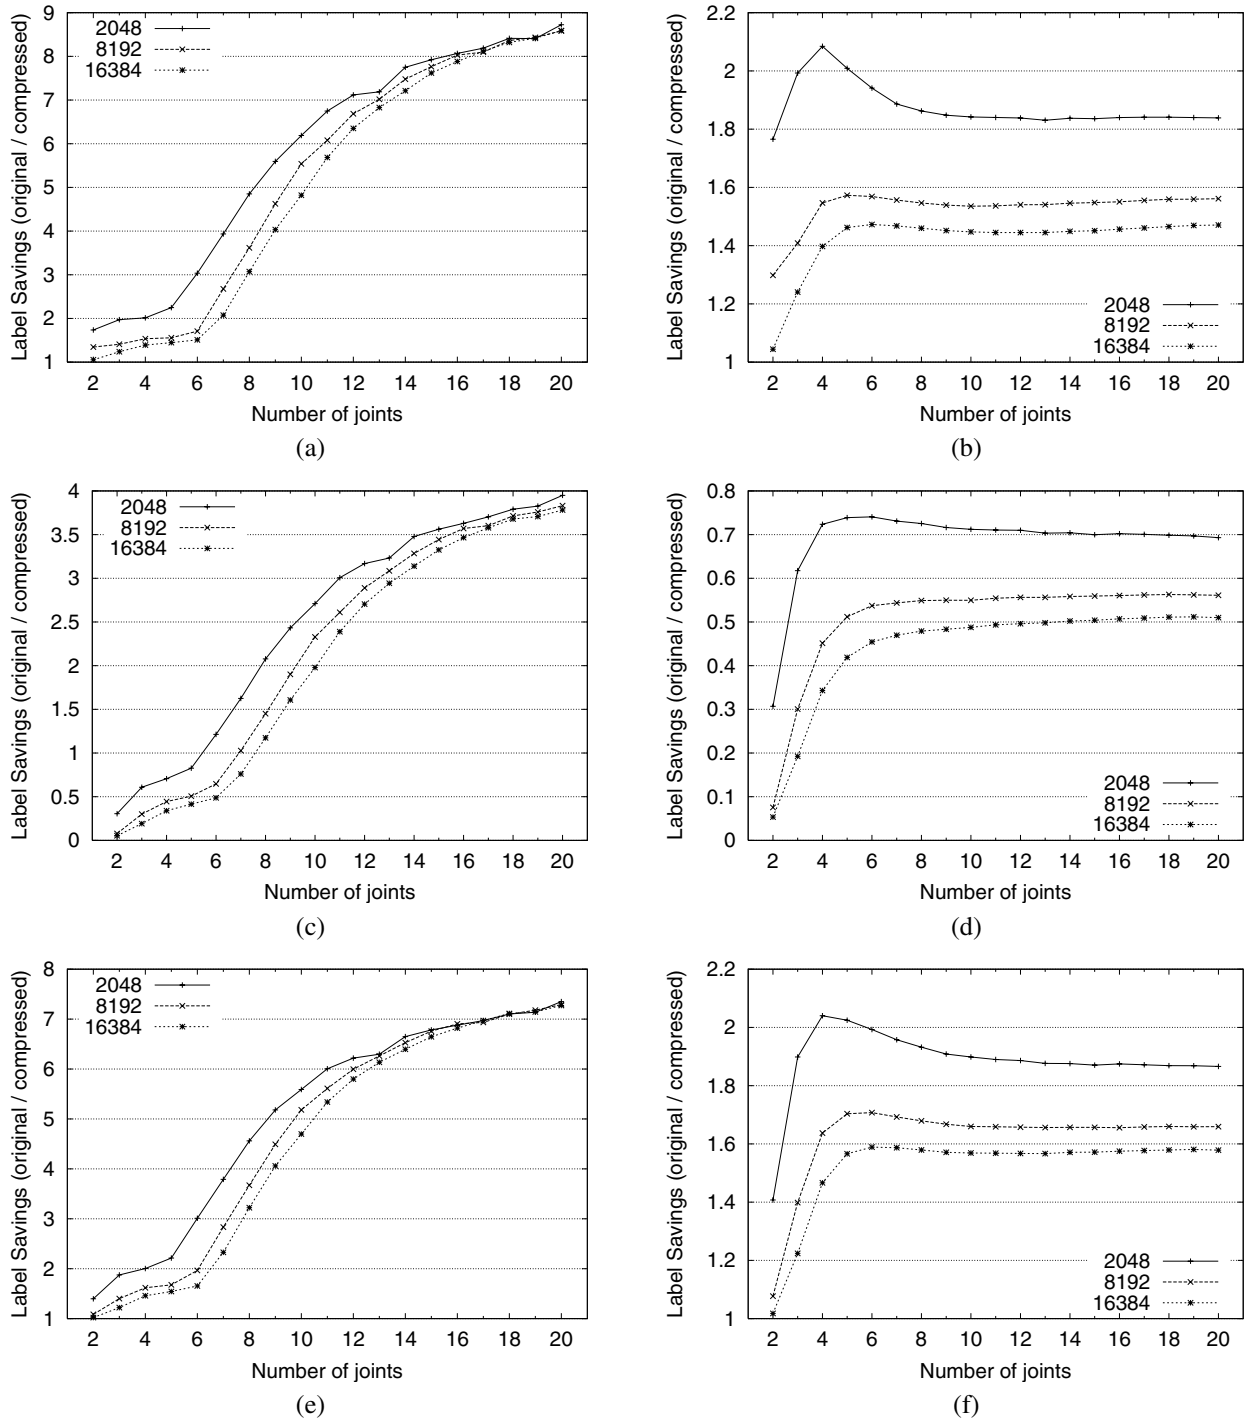 Label Savings (original / compressed)
9
8
7
6
5
4
3
2
1
2048
8192
16384
2 4 6 8 10 12 14 16 18 20
Number of joints
(a)
Label Savings (original / compressed)
2.2
2
1.8
1.6
1.4
1.2
1
2048
8192
16384
2 4 6 8 10 12 14 16 18 20
Number of joints
(b)
Label Savings (original / compressed)
4
3.5
3
2.5
2
1.5
1
0.5
0
2048
8192
16384
2 4 6 8 10 12 14 16 18 20
Number of joints
(c)
Label Savings (original / compressed)
0.8
0.7
0.6
0.5
0.4
0.3
0.2
0.1
0
2048
8192
16384
2 4 6 8 10 12 14 16 18 20
Number of joints
(d)
Label Savings (original / compressed)
8
7
6
5
4
3
2
1
2048
8192
16384
2 4 6 8 10 12 14 16 18 20
Number of joints
(e)
Label Savings (original / compressed)
2.2
2
1.8
1.6
1.4
1.2
1
2048
8192
16384
2 4 6 8 10 12 14 16 18 20
Number of joints
(f)